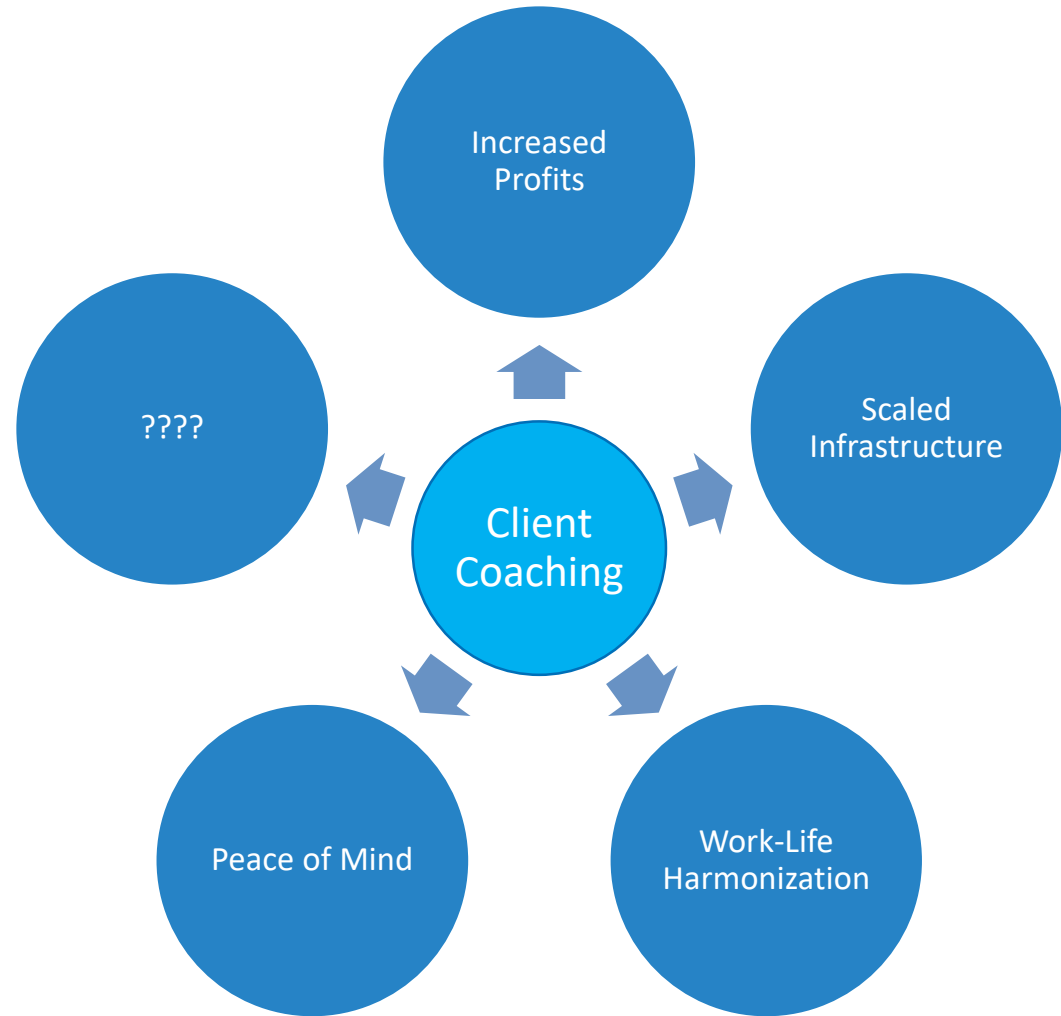 Increased
Profits
Scaled
Infrastructure
????
Client
Coaching
Work-Life
Harmonization
Peace of Mind